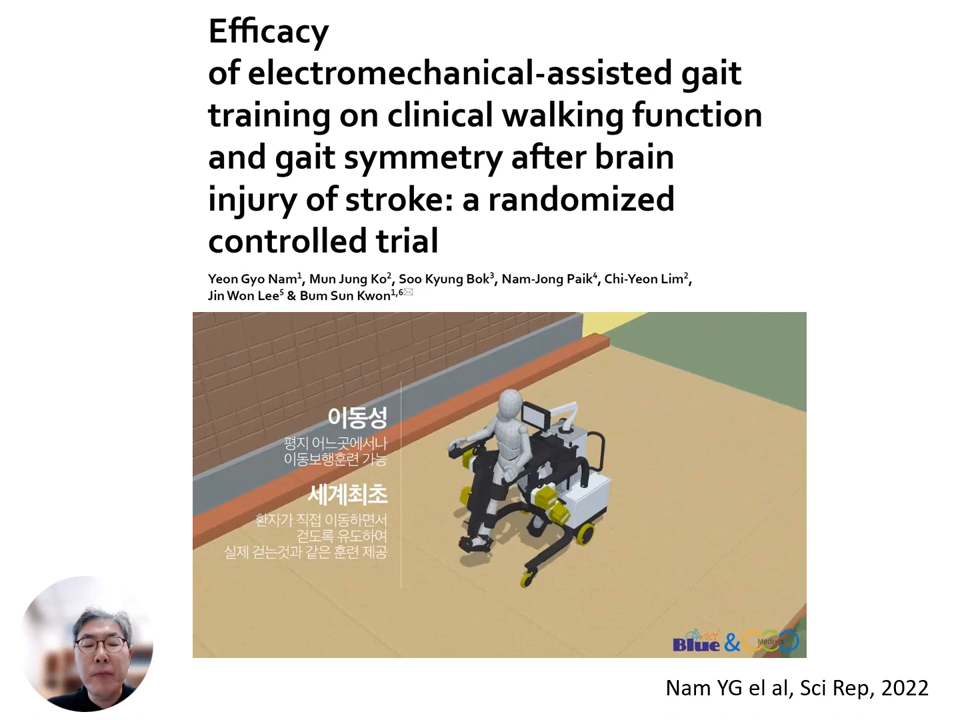 Efficacy
of electromechanical-assisted gait
training on clinical walking function
and gait symmetry after brain
injury of stroke: a randomized
controlled trial
Yeon Gyo Nam1, Mun Jung Ko2, Soo Kyung Bok3, Nam-Jong Paik4, Chi-Yeon Lim2,
Jin Won Lee5 & Bum Sun Kwon1,6✉
이동성
평지 어느곳에서나
이동보행훈련 가능
세계최초
환자가 직접 이동하면서
걷도록 유도하여
실제 걷는것과 같은 훈련 제공
Blue &
Nam YG el al, Sci Rep, 2022